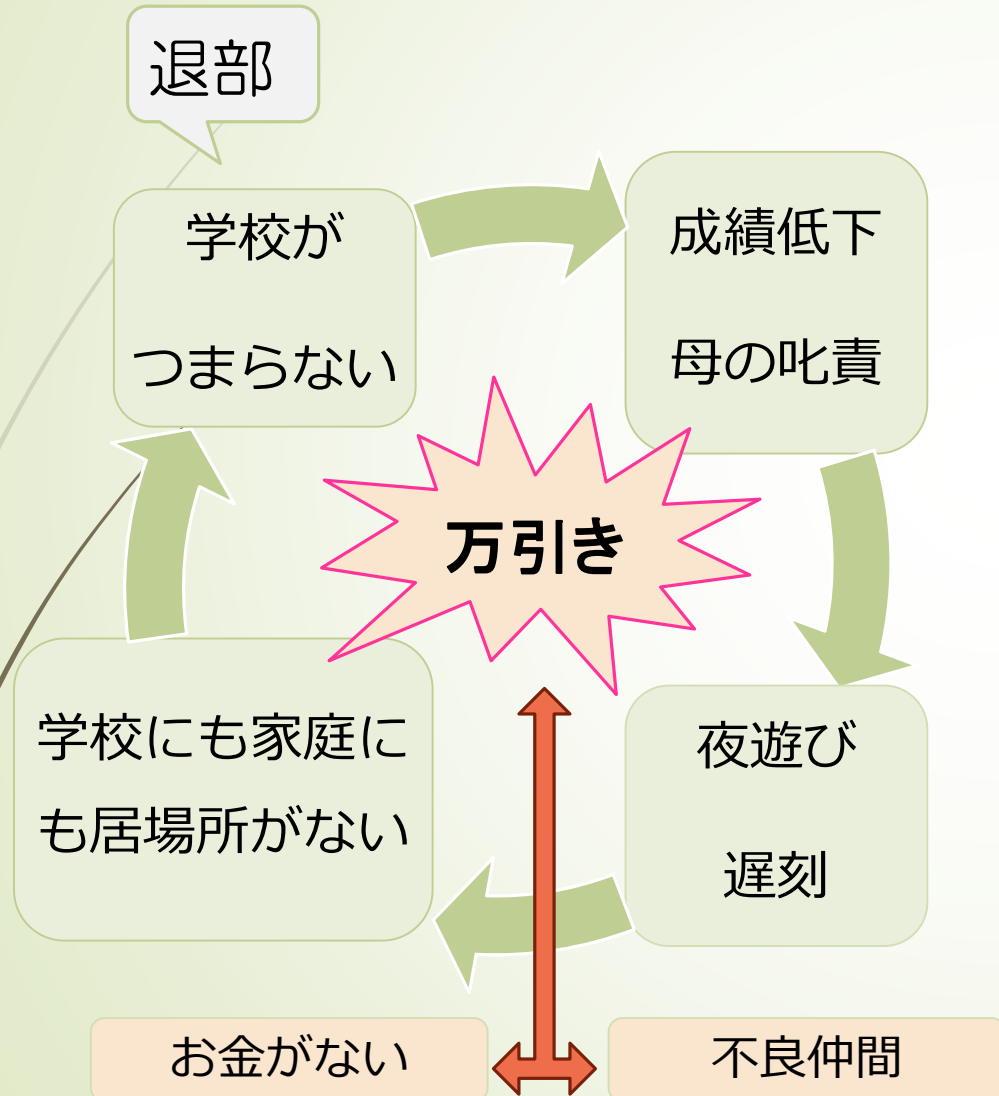 退部
学校が
つまらない
成績低下
母の叱責
万引き
夜遊び
遅刻
学校にも家庭に
も居場所がない
お金がない
不良仲間